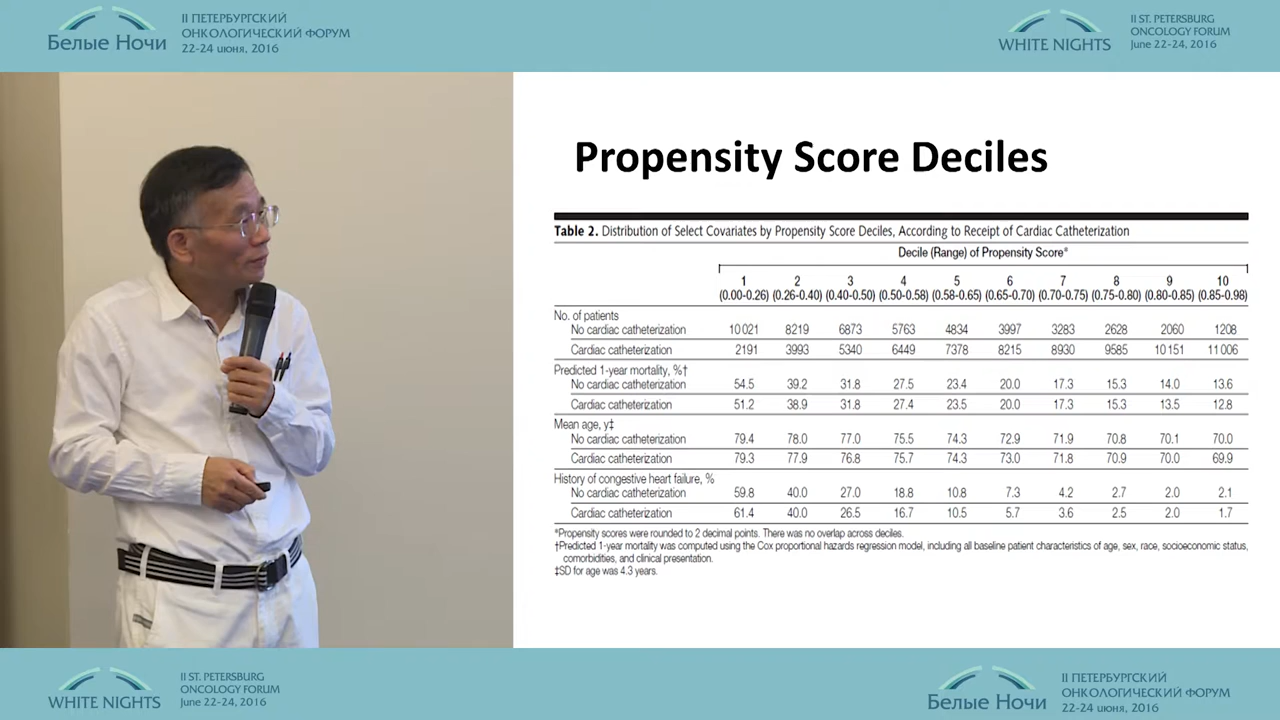 Белые Ночи
II ПЕТЕРБУРГСКИЙ
ОНКОЛОГИЧЕСКИЙ ФОРУМ
22-24 июня, 2016
WHITE NIGHTS
II ST. PETERSBURG
ONCOLOGY FORUM
June 22-24, 2016
Propensity Score Deciles
Table 2. Distribution of Select Covariates by Propensity Score Deciles, According to Receipt of Cardiac Catheterization
Decile (Range) of Propensity Score*
1 2 3 4 5 6 7 8 9 10
(0.00-0.26) (0.26-0.40) (0.40-0.50) (0.50-0.58) (0.58-0.65) (0.65-0.70) (0.70-0.75) (0.75-0.80) (0.80-0.85) (0.85-0.98)
No. of patients
No cardiac catheterization 10 021 8219 6873 5763 4834 3997 3283 2628 2060 1208
Cardiac catheterization 2191 3993 5340 6449 7378 8215 8930 9585 10 151 11 006
Predicted 1-year mortality, %†
No cardiac catheterization 54.5 39.2 31.8 27.5 23.4 20.0 17.3 15.3 14.0 13.6
Cardiac catheterization 51.2 38.9 31.8 27.4 23.5 20.0 17.3 15.3 13.5 12.8
Mean age, y‡
No cardiac catheterization 79.4 78.0 77.0 75.5 74.3 72.9 71.9 70.8 70.1 70.0
Cardiac catheterization 79.3 77.9 76.8 75.7 74.3 73.0 71.8 70.9 70.0 69.9
History of congestive heart failure, %
No cardiac catheterization 59.8 40.0 27.0 18.8 10.8 7.3 4.2 2.7 2.0 2.1
Cardiac catheterization 61.4 40.0 26.5 16.7 10.5 5.7 3.6 2.5 2.0 1.7
*Propensity scores were rounded to 2 decimal points. There was no overlap across deciles.
†Predicted 1-year mortality was computed using the Cox proportional hazards regression model, including all baseline patient characteristics of age, sex, race, socioeconomic status,
comorbidities, and clinical presentation.
‡SD for age was 4.3 years.
WHITE NIGHTS
II ST. PETERSBURG
ONCOLOGY FORUM
June 22-24, 2016
Белые Ночи
II ПЕТЕРБУРГСКИЙ
ОНКОЛОГИЧЕСКИЙ ФОРУМ
22-24 июня, 2016